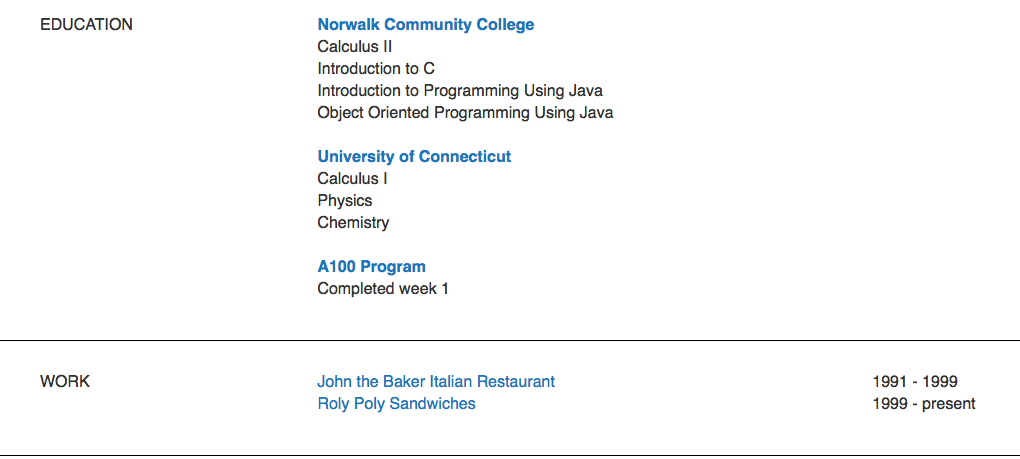 EDUCATION
Norwalk Community College
Calculus II
Introduction to C
Introduction to Programming Using Java
Object Oriented Programming Using Java
University of Connecticut
Calculus I
Physics
Chemistry
A100 Program
Completed week 1
WORK
John the Baker Italian Restaurant 1991 - 1999
Roly Poly Sandwiches 1999 - present